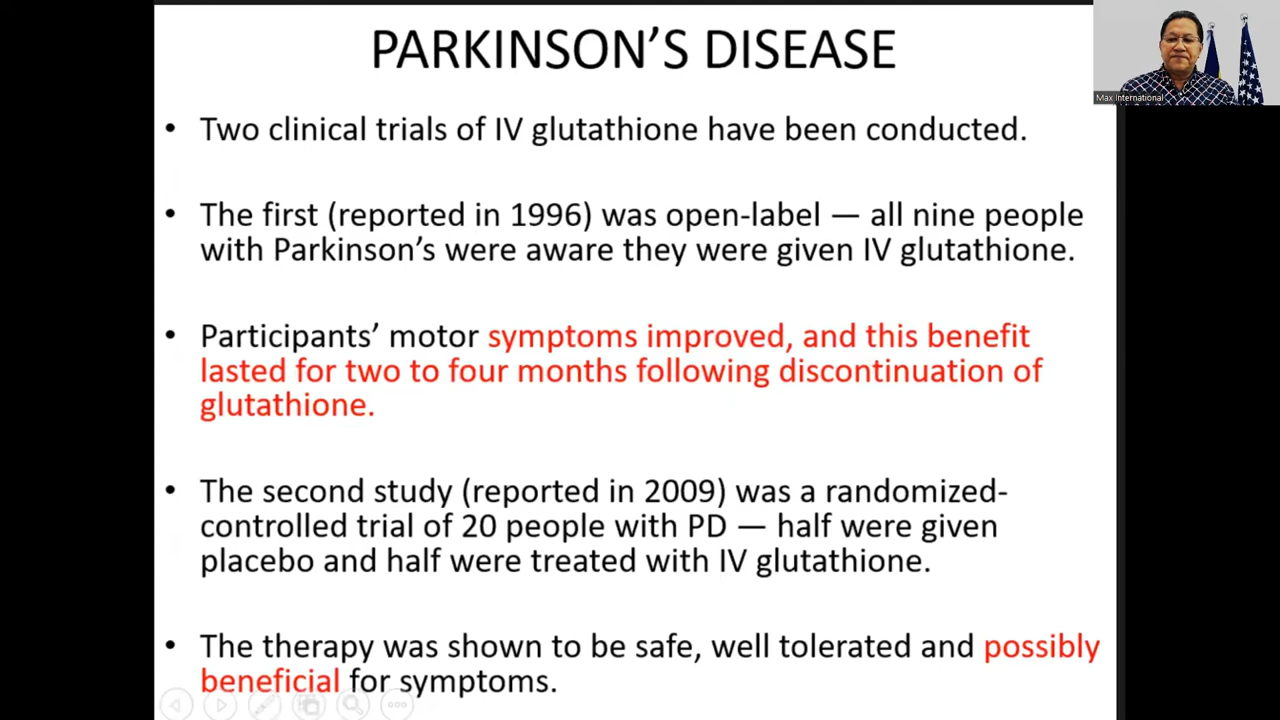 PARKINSON’S DISEASE
Max International
• Two clinical trials of IV glutathione have been conducted.
• The first (reported in 1996) was open-label — all nine people
with Parkinson’s were aware they were given IV glutathione.
• Participants’ motor symptoms improved, and this benefit
lasted for two to four months following discontinuation of
glutathione.
• The second study (reported in 2009) was a randomized-
controlled trial of 20 people with PD — half were given
placebo and half were treated with IV glutathione.
• The therapy was shown to be safe, well tolerated and possibly
beneficial for symptoms.